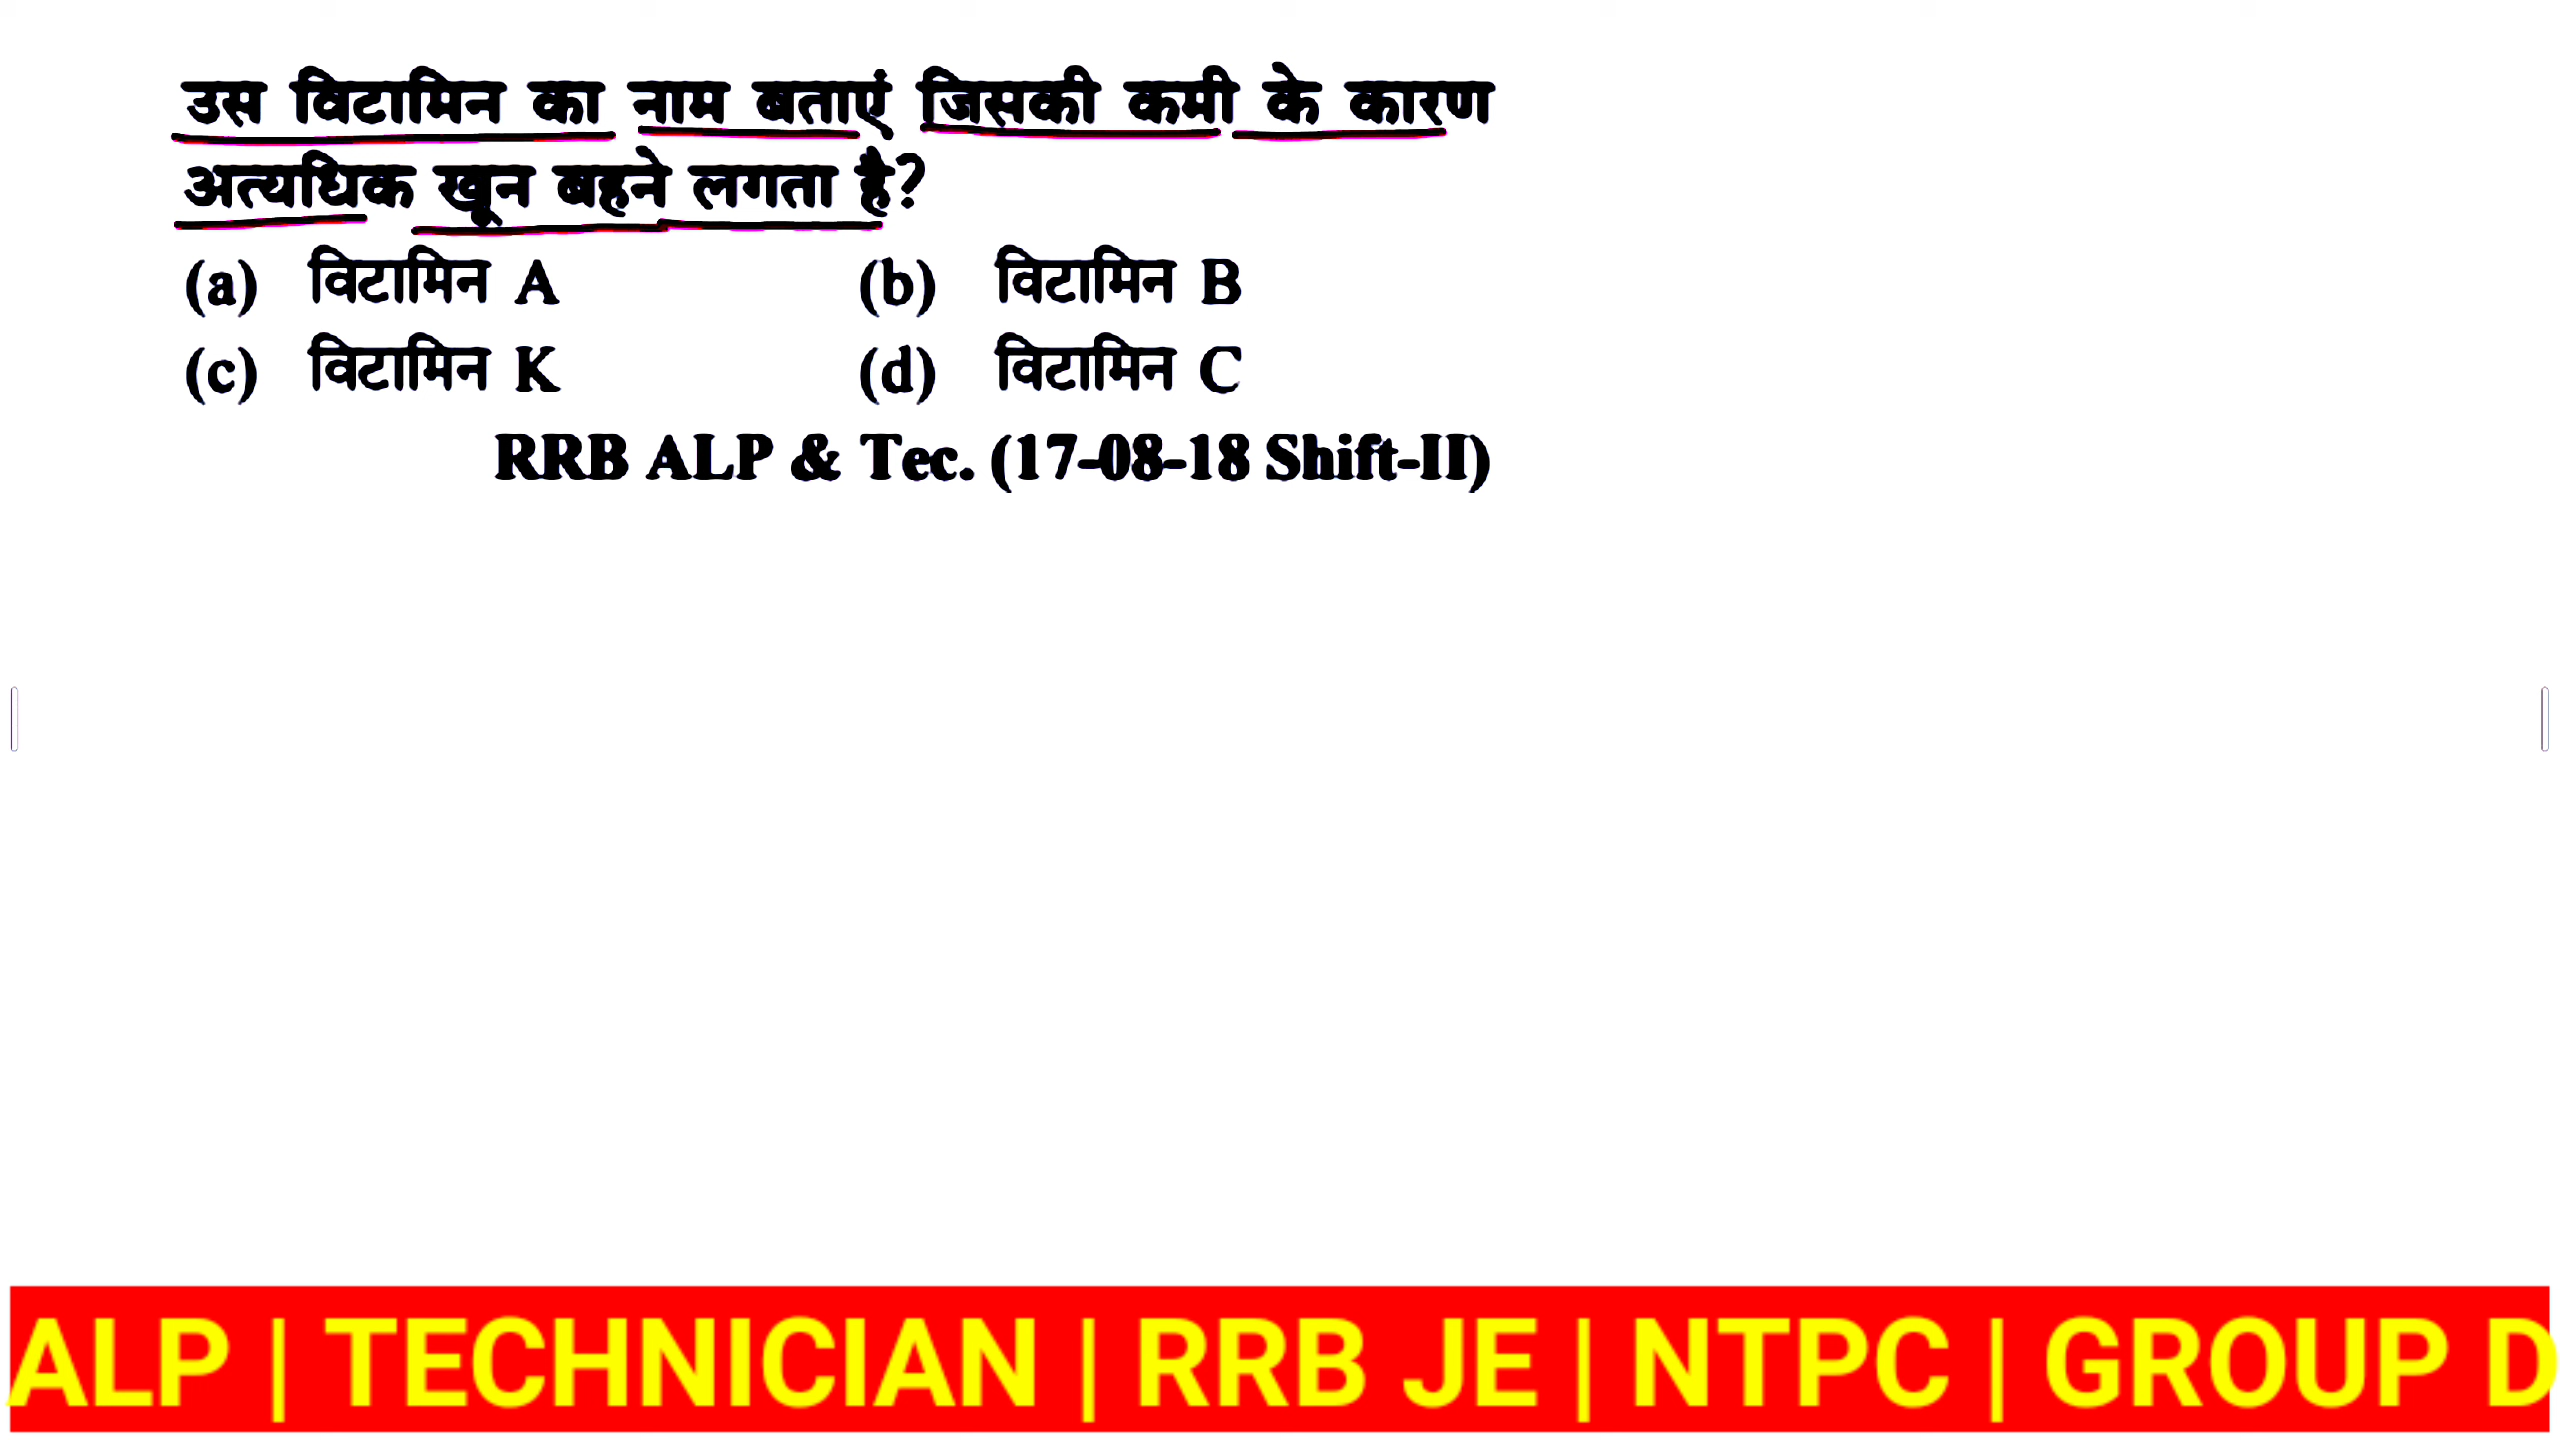 उस विटामिन का नाम बताएं जिसकी कमी के कारण
अत्यधिक खून बहने लगता है?
(a) विटामिन A (b) विटामिन B
(c) विटामिन K (d) विटामिन C
RRB ALP & Tec. (17-08-18 Shift-II)
ALP | TECHNICIAN | RRB JE | NTPC | GROUP D